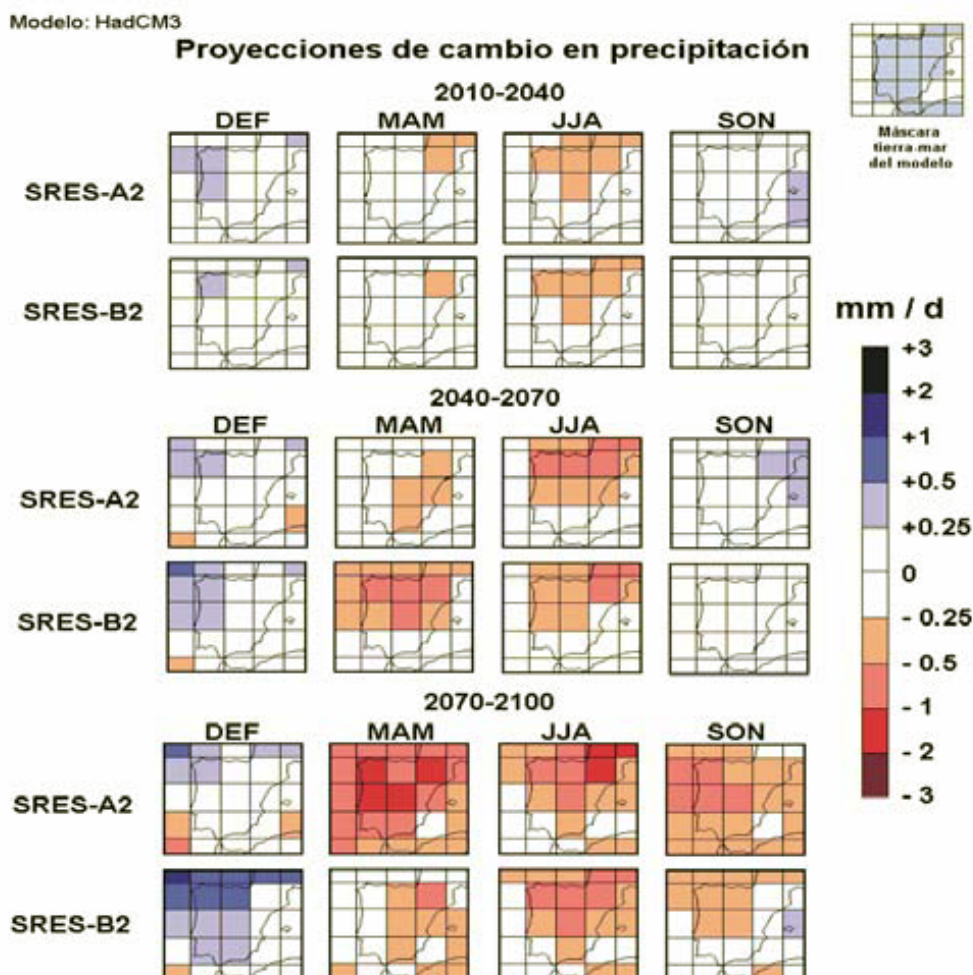 Modelo: HadCM3
Proyecciones de cambio en precipitación
Máscara
tierra-mar
del modelo
2010-2040
DEF MAM JJA SON
SRES-A2
SRES-B2
mm / d
+3
+2
+1
+0.5
+0.25
0
- 0.25
- 0.5
- 1
- 2
- 3
2040-2070
DEF MAM JJA SON
SRES-A2
SRES-B2
2070-2100
DEF MAM JJA SON
SRES-A2
SRES-B2